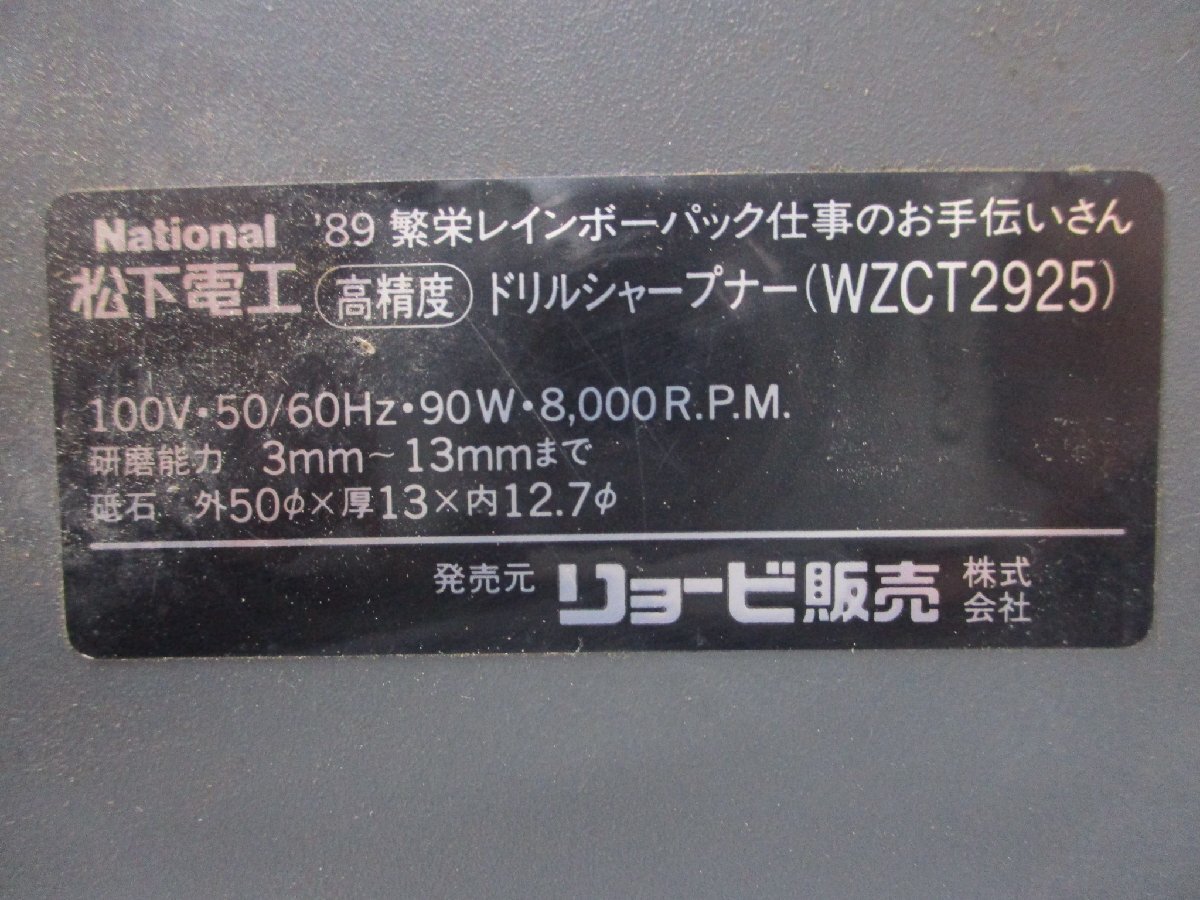 National '89 繁栄レインボーパック仕事のお手伝いさん
松下電工 高精度 ドリルシャープナー(WZCT2925)
100V・50/60Hz・90W・8,000R.P.M.
研磨能力 3mm~13mmまで
砥石 外50φ×厚13×内12.7φ
発売元 リョービ販売 株式会社